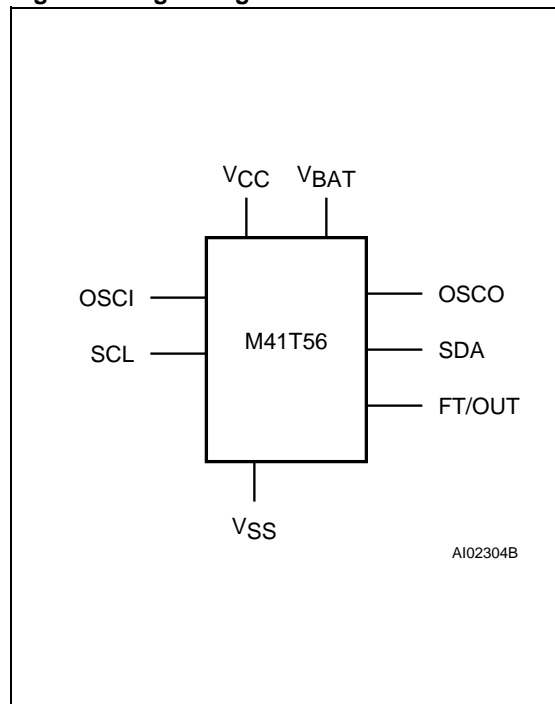 VCC VBAT
OSCI OSCO
M41T56
SCL SDA
FT/OUT
VSS
AI02304B